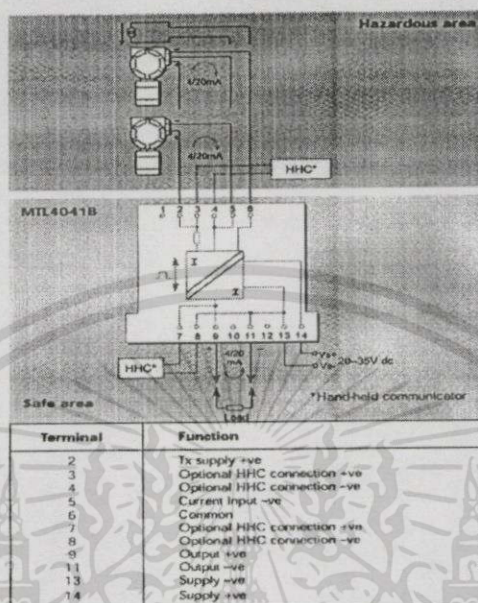 Hazardous area
4/20mA
4/20mA
HHC*
MTL4041B
1 2 3 4 5 6
I
I
7 8 9 10 11 12 13 14
HHC*
4/20
mA
Vs-
Vs+
20–35V dc
Load
*Hand-held communicator
Safe area
Terminal Function
2 Tx supply +ve
3 Optional HHC connection +ve
4 Optional HHC connection –ve
5 Current Input –ve
6 Common
7 Optional HHC connection +ve
8 Optional HHC connection –ve
9 Output +ve
11 Output –ve
13 Supply –ve
14 Supply +ve